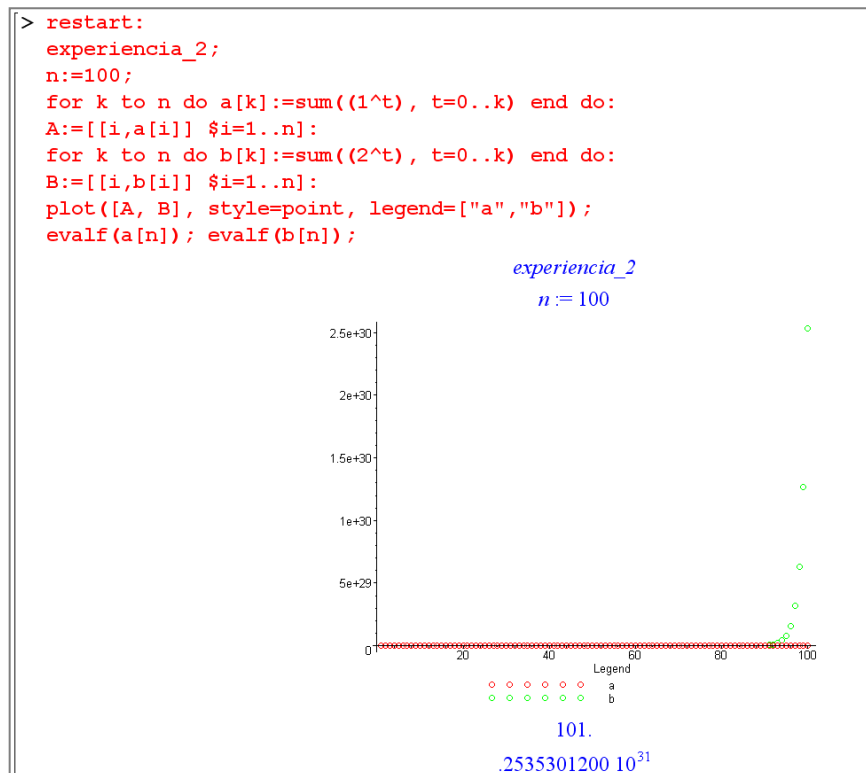 > restart:
experiencia_2;
n:=100;
for k to n do a[k]:=sum((1^t), t=0..k) end do:
A:=[[i,a[i]] $i=1..n]:
for k to n do b[k]:=sum((2^t), t=0..k) end do:
B:=[[i,b[i]] $i=1..n]:
plot([A, B], style=point, legend=["a","b"]);
evalf(a[n]); evalf(b[n]);
experiencia_2
n := 100
2.5e+30
2e+30
1.5e+30
1e+30
5e+29
0
20 40 60 80 100
Legend
a
b
101.
.2535301200 10^31